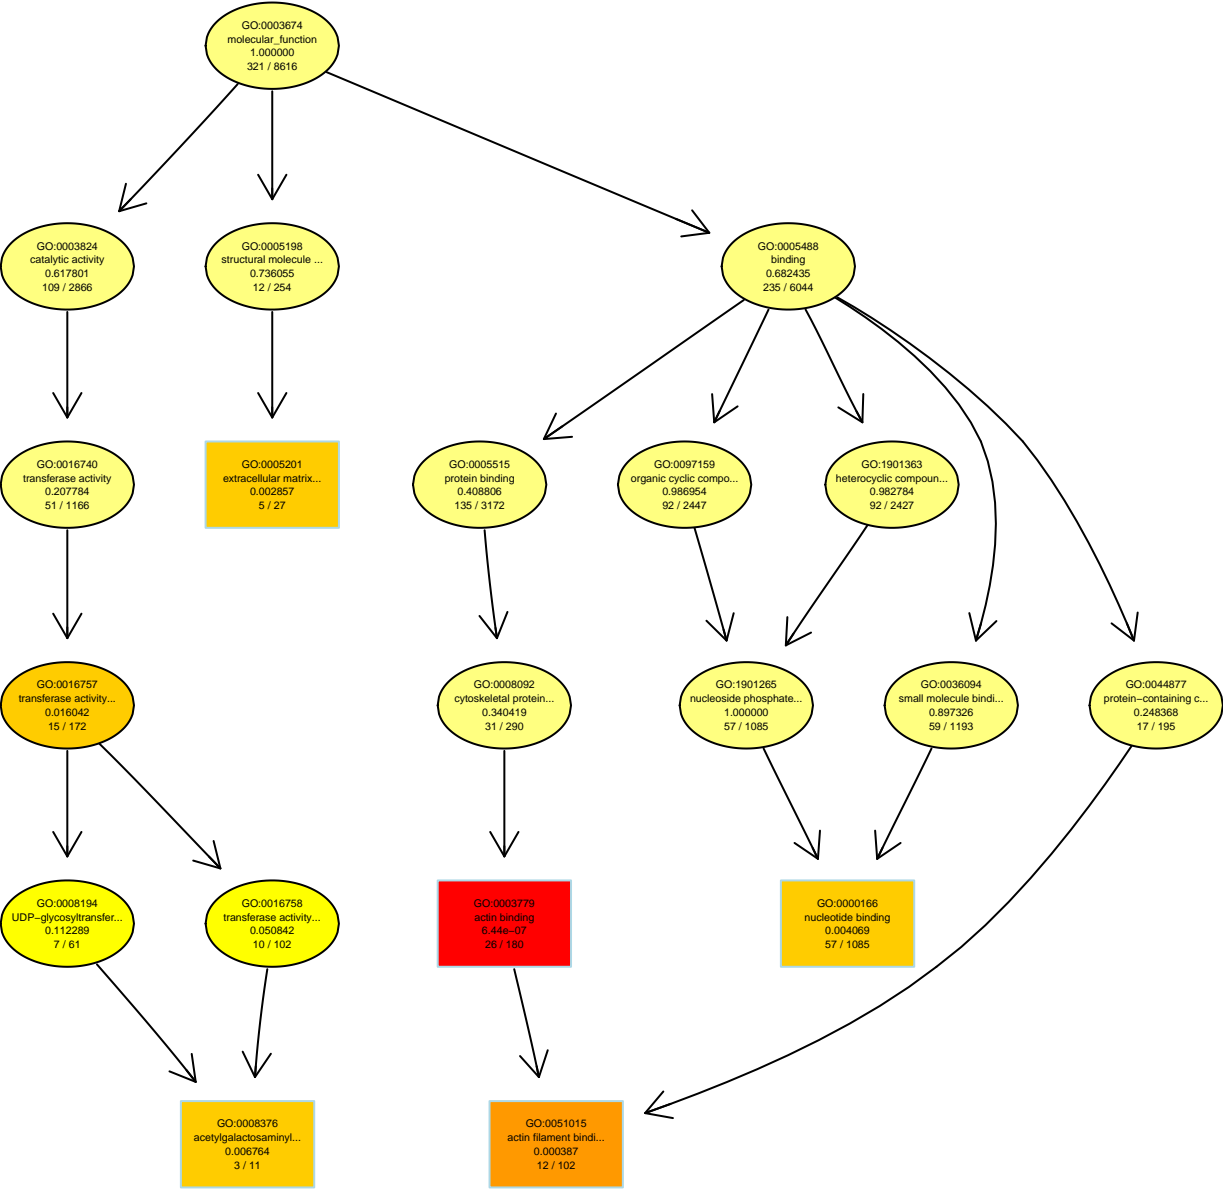 GO:0003674
molecular_function
1.000000
321 / 8616
GO:0003824
catalytic activity
0.617801
109 / 2866
GO:0005198
structural molecule ...
0.736055
12 / 254
GO:0005488
binding
0.682435
235 / 6044
GO:0016740
transferase activity
0.207784
51 / 1166
GO:0005201
extracellular matrix...
0.002857
5 / 27
GO:0005515
protein binding
0.408806
135 / 3172
GO:0097159
organic cyclic compo...
0.986954
92 / 2447
GO:1901363
heterocyclic compoun...
0.982784
92 / 2427
GO:0016757
transferase activity...
0.016042
15 / 172
GO:0008092
cytoskeletal protein...
0.340419
31 / 290
GO:1901265
nucleoside phosphate...
1.000000
57 / 1085
GO:0036094
small molecule bindi...
0.897326
59 / 1193
GO:0044877
protein−containing c...
0.248368
17 / 195
GO:0008194
UDP−glycosyltransfer...
0.112289
7 / 61
GO:0016758
transferase activity...
0.050842
10 / 102
GO:0003779
actin binding
6.44e−07
26 / 180
GO:0000166
nucleotide binding
0.004069
57 / 1085
GO:0008376
acetylgalactosaminyl...
0.006764
3 / 11
GO:0051015
actin filament bindi...
0.000387
12 / 102